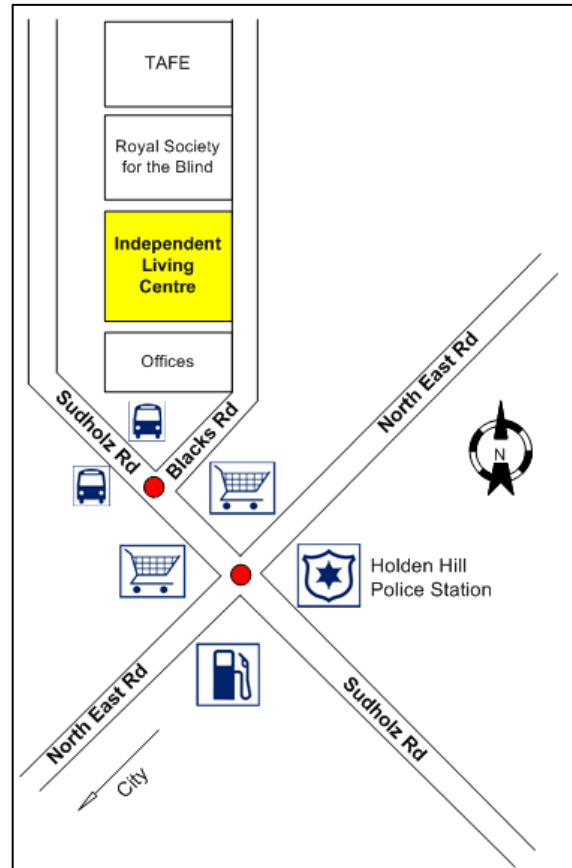 TAFE
Royal Society
for the Blind
Independent
Living
Centre
Offices
Sudholz Rd
Blacks Rd
North East Rd
N
Holden Hill
Police Station
North East Rd
Sudholz Rd
City